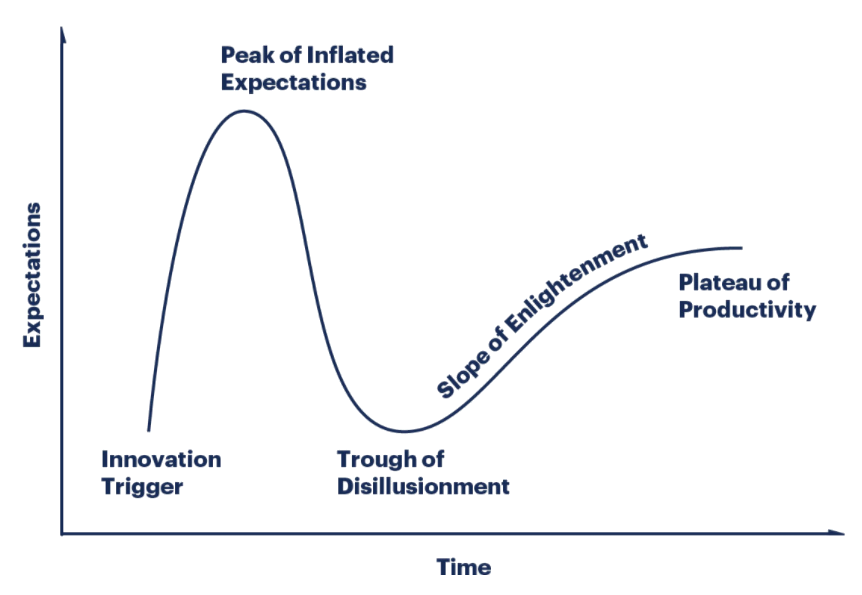 Peak of Inflated
Expectations
Expectations
Slope of Enlightenment
Plateau of
Productivity
Innovation
Trigger
Trough of
Disillusionment
Time